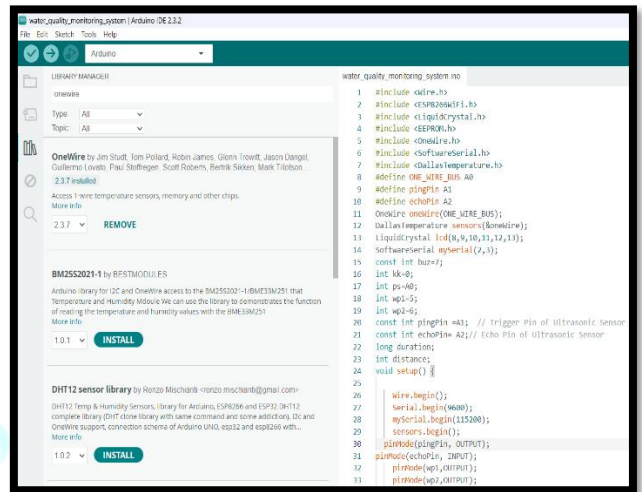 water_quality_monitoring_system | Arduino IDE 2.3.2
File Edit Sketch Tools Help
Arduino
LIBRARY MANAGER
onewire
Type: All
Topic: All
OneWire by Jim Studt, Tom Pollard, Robin James, Glenn Trewitt, Jason Dangel,
Guillermo Lovato, Paul Stoffregen, Scott Roberts, Bertrik Sikken, Mark Tillotson...
2.3.7 installed
Access 1-wire temperature sensors, memory and other chips.
More info
2.3.7
REMOVE
BM25S2021-1 by BESTMODULES
Arduino library for I2C and OneWire access to the BM25S2021-1/BME33M251 that
Temperature and Humidity Mdoule We can use the library to demonstrates the function
of reading the temperature and humidity values with the BME33M251
More info
1.0.1
INSTALL
DHT12 sensor library by Renzo Mischianti <renzo.mischianti@gmail.com>
DHT12 Temp & Humidity Sensors, library for Arduino, ESP8266 and ESP32 DHT12
complete library (DHT clone library with same command and some addiction). I2c and
OneWire support, connection schema of Arduino UNO, esp32 and esp8266 with...
More info
1.0.2
INSTALL
water_quality_monitoring_system.ino
1 #include <Wire.h>
2 #include <ESP8266WiFi.h>
3 #include <LiquidCrystal.h>
4 #include <EEPROM.h>
5 #include <OneWire.h>
6 #include <SoftwareSerial.h>
7 #include <DallasTemperature.h>
8 #define ONE_WIRE_BUS A0
9 #define pingPin A1
10 #define echoPin A2
11 OneWire oneWire(ONE_WIRE_BUS);
12 DallasTemperature sensors(&oneWire);
13 LiquidCrystal lcd(8,9,10,11,12,13);
14 SoftwareSerial mySerial(2,3);
15 const int buz=7;
16 int kk=0;
17 int ps=A0;
18 int wp1=5;
19 int wp2=6;
20 const int pingPin =A1; // Trigger Pin of Ultrasonic Sensor
21 const int echoPin= A2;// Echo Pin of Ultrasonic Sensor
22 long duration;
23 int distance;
24 void setup() {
25
26 Wire.begin();
27 Serial.begin(9600);
28 mySerial.begin(115200);
29 sensors.begin();
30 pinMode(pingPin, OUTPUT);
31 pinMode(echoPin, INPUT);
32 pinMode(wp1,OUTPUT);
33 pinMode(wp2,OUTPUT);